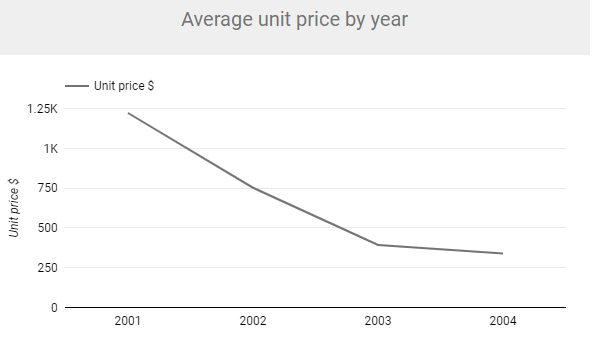 Average unit price by year
Unit price $
1.25K
1K
750
500
250
0
Unit price $
2001 2002 2003 2004